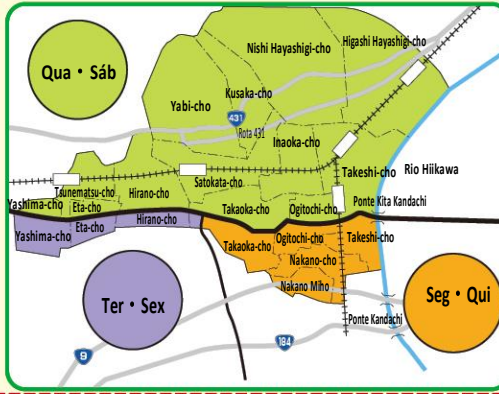 Nishi Hayashigi-cho
Higashi Hayashigi-cho
Qua • Sáb
Kusaka-cho
Yabi-cho
431
Rota 431
Inaoka-cho
Takeshi-cho
Rio Hiikawa
Tsunematsu-cho
Satokata-cho
Yashima-cho
Eta-cho
Hirano-cho
Takaoka-cho
Ogitochi-cho
Ponte Kita Kandachi
Yashima-cho
Eta-cho
Hirano-cho
Takaoka-cho
Ogitochi-cho
Takeshi-cho
Nakano-cho
Nakano Miho
Ter • Sex
Seg • Qui
Ponte Kandachi
9
184